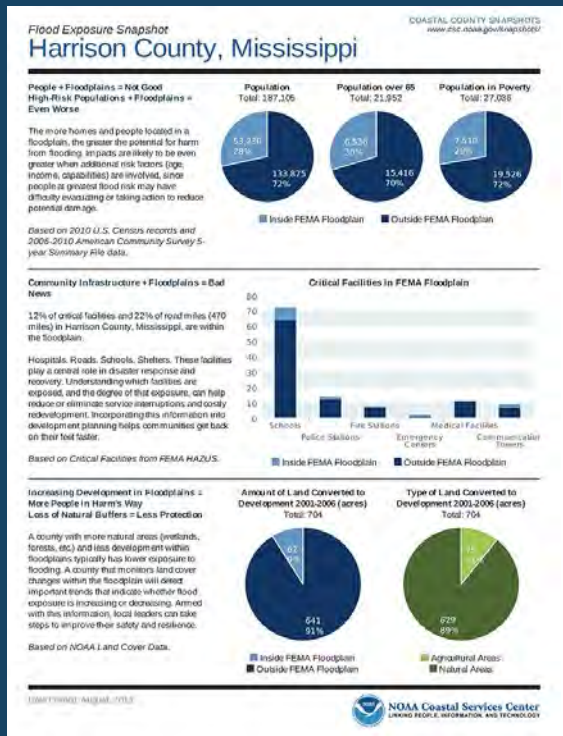 COASTAL COUNTY SNAPSHOTS
www.csc.noaa.gov/snapshots/
Flood Exposure Snapshot
Harrison County, Mississippi
People + Floodplains = Not Good
High-Risk Populations + Floodplains =
Even Worse
The more homes and people located in a
floodplain, the greater the potential for harm
from flooding. Impacts are likely to be even
greater when additional risk factors (age,
income, capabilities) are involved, since
people at greatest flood risk may have
difficulty evacuating or taking action to reduce
potential damage.
Based on 2010 U.S. Census records and
2006-2010 American Community Survey 5-
year Summary File data.
Population
Total: 187,105
133,875
72%
Population over 65
Total: 21,952
6,536
30%
15,416
70%
Population in Poverty
Total: 27,036
7,510
19,526
72%
Inside FEMA Floodplain
Outside FEMA Floodplain
Community Infrastructure + Floodplains = Bad
News
12% of critical facilities and 22% of road miles (470
miles) in Harrison County, Mississippi, are within
the floodplain.
Hospitals. Roads. Schools. Shelters. These facilities
play a central role in disaster response and
recovery. Understanding which facilities are
exposed, and the degree of that exposure, can help
reduce or eliminate service interruptions and costly
redevelopment. Incorporating this information into
development planning helps communities get back
on their feet faster.
Based on Critical Facilities from FEMA HAZUS.
Critical Facilities in FEMA Floodplain
80
70
60
50
40
30
20
10
0
Schools
Police Stations
Fire Stations
Emergency
Centers
Medical Facilities
Communication
Towers
Inside FEMA Floodplain
Outside FEMA Floodplain
Increasing Development in Floodplains =
More People in Harm's Way
Loss of Natural Buffers = Less Protection
A county with more natural areas (wetlands,
forests, etc) and less development within
floodplains typically has lower exposure to
flooding. A county that monitors land cover
changes within the floodplain will detect
important trends that indicate whether flood
exposure is increasing or decreasing. Armed
with this information, local leaders can take
steps to improve their safety and resilience.
Based on NOAA Land Cover Data.
Amount of Land Converted to
Development 2001-2006 (acres)
Total: 704
9%
641
91%
Inside FEMA Floodplain
Outside FEMA Floodplain
Type of Land Converted to
Development 2001-2006 (acres)
Total: 704
629
89%
Agricultural Areas
Natural Areas
NOAA Coastal Services Center
LINKING PEOPLE, INFORMATION, AND TECHNOLOGY